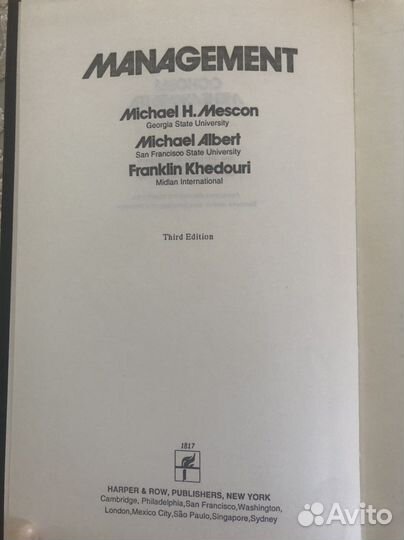 MANAGEMENT
Michael H. Mescon
Georgia State University
Michael Albert
San Francisco State University
Franklin Khedouri
Midlan International
Third Edition
1817
HARPER & ROW, PUBLISHERS, NEW YORK
Cambridge, Philadelphia,San Francisco,Washington,
London,Mexico City,São Paulo,Singapore,Sydney
Avito